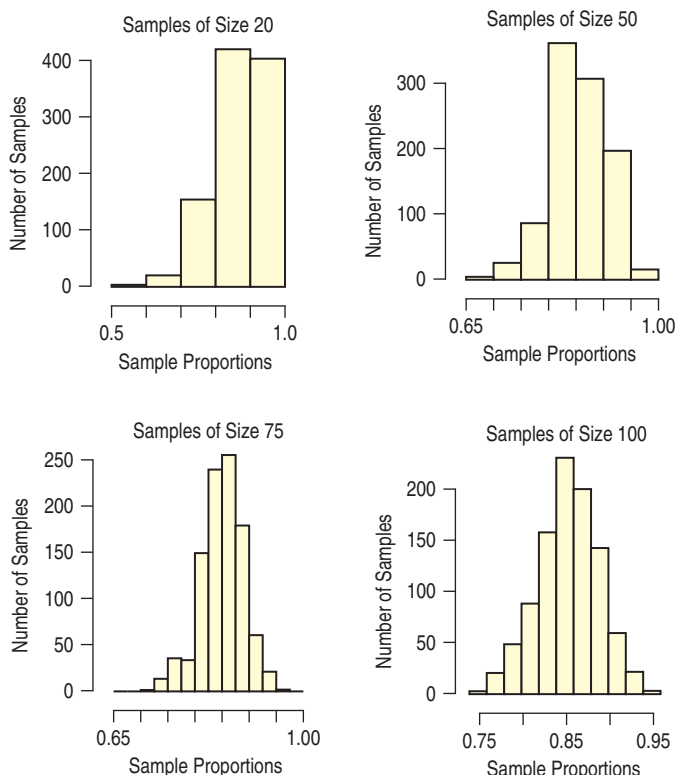 Samples of Size 20
Number of Samples
400
300
200
100
0
0.5 1.0
Sample Proportions
Samples of Size 50
Number of Samples
300
200
100
0
0.65 1.00
Sample Proportions
Samples of Size 75
Number of Samples
250
200
150
100
50
0
0.65 1.00
Sample Proportions
Samples of Size 100
Number of Samples
200
150
100
50
0
0.75 0.85 0.95
Sample Proportions